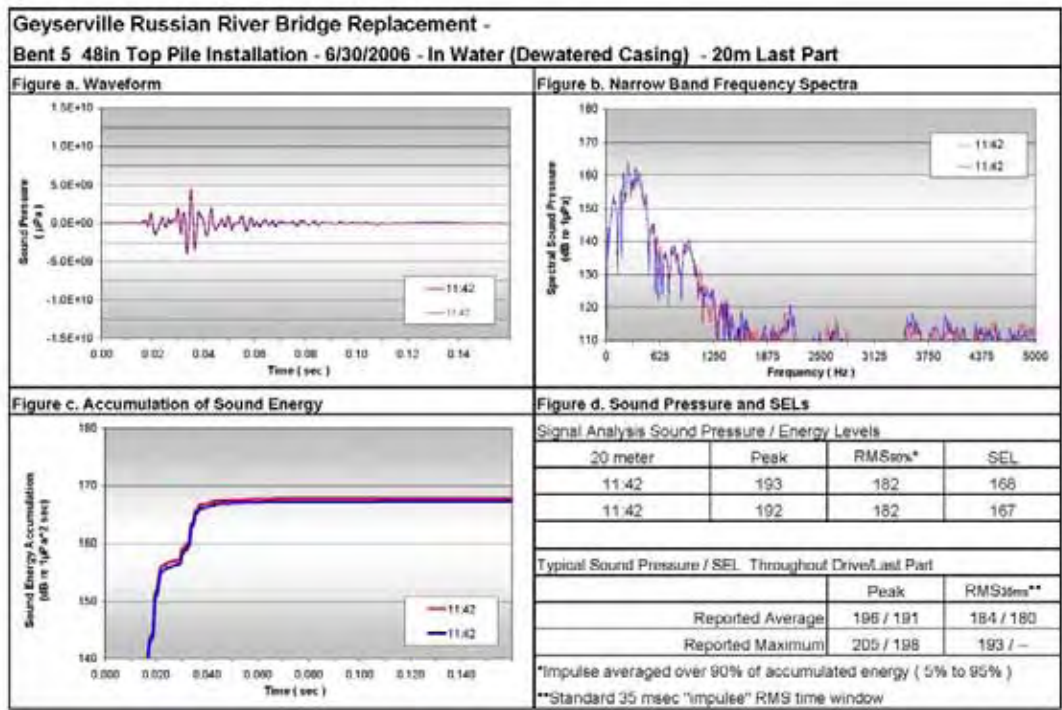 Geyserville Russian River Bridge Replacement -
Bent 5 48in Top Pile Installation - 6/30/2006 - In Water (Dewatered Casing) - 20m Last Part
Figure a. Waveform
1.5E+10
1.0E+10
5.0E+09
0.0E+00
-5.0E+09
-1.0E+10
-1.5E+10
Sound Pressure
( µPa )
0.00 0.02 0.04 0.06 0.08 0.10 0.12 0.14
Time ( sec )
11:42
11:42
Figure b. Narrow Band Frequency Spectra
180
170
160
150
140
130
120
110
Spectral Sound Pressure
(dB re 1µPa)
0 625 1250 1875 2500 3125 3750 4375 5000
Frequency ( Hz )
11:42
11:42
Figure c. Accumulation of Sound Energy
180
170
160
150
140
Sound Energy Accumulation
(dB re 1µPa^2 sec)
0.000 0.020 0.040 0.060 0.080 0.100 0.120 0.140
Time ( sec )
11:42
11:42
Figure d. Sound Pressure and SELs
Signal Analysis Sound Pressure / Energy Levels
20 meter Peak RMS90%* SEL
11:42 193 182 168
11:42 192 182 167
Typical Sound Pressure / SEL Throughout Drive/Last Part
Peak RMS35ms**
Reported Average 196 / 191 184 / 180
Reported Maximum 205 / 198 193 / --
*Impulse averaged over 90% of accumulated energy ( 5% to 95% )
**Standard 35 msec "impulse" RMS time window